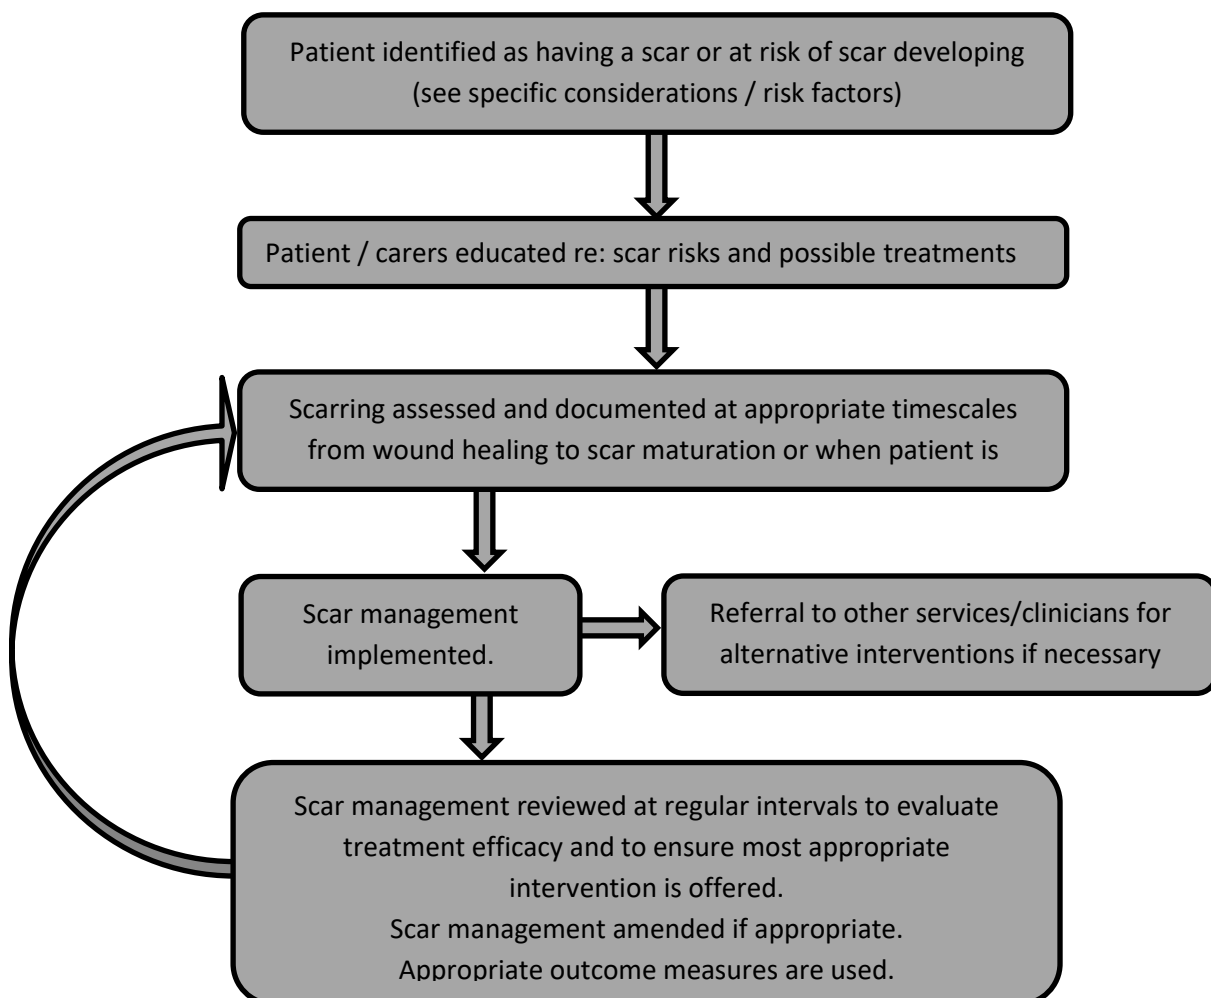 Patient identified as having a scar or at risk of scar developing
(see specific considerations / risk factors)
Patient / carers educated re: scar risks and possible treatments
Scarring assessed and documented at appropriate timescales
from wound healing to scar maturation or when patient is
Scar management
implemented.
Referral to other services/clinicians for
alternative interventions if necessary
Scar management reviewed at regular intervals to evaluate
treatment efficacy and to ensure most appropriate
intervention is offered.
Scar management amended if appropriate.
Appropriate outcome measures are used.